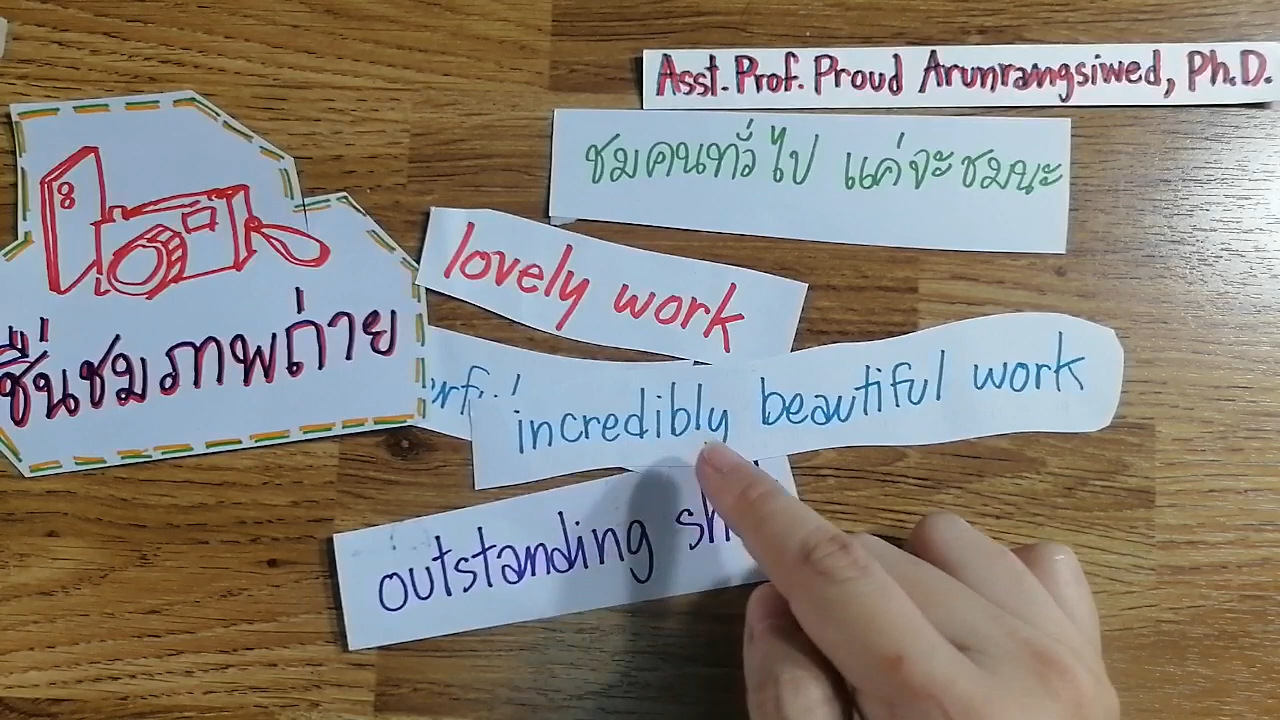 Asst. Prof. Proud Arunrangsiwed, Ph.D.
ชมคนทั่วไป แค่จะชมนะ
lovely work
ชื่นชมภาพถ่าย
incredibly beautiful work
outstanding